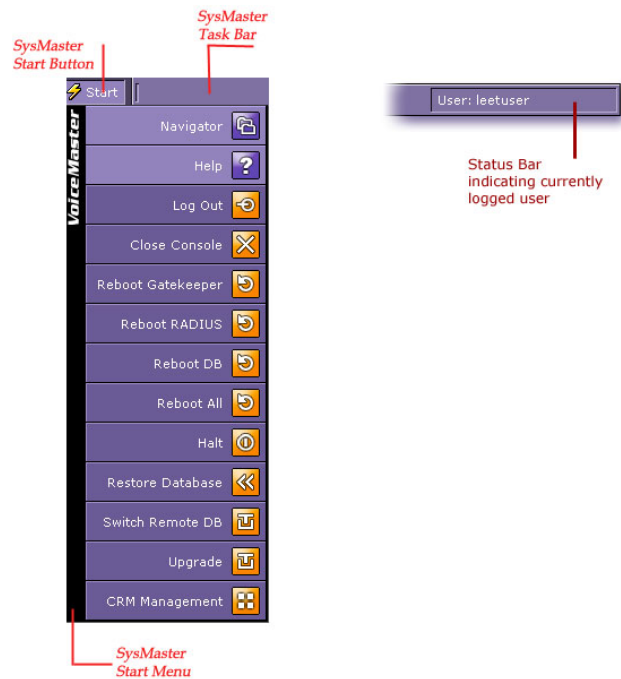 SysMaster
Task Bar
SysMaster
Start Button
Start
VoiceMaster
Navigator
Help
Log Out
Close Console
Reboot Gatekeeper
Reboot RADIUS
Reboot DB
Reboot All
Halt
Restore Database
Switch Remote DB
Upgrade
CRM Management
SysMaster
Start Menu
User: leetuser
Status Bar
indicating currently
logged user